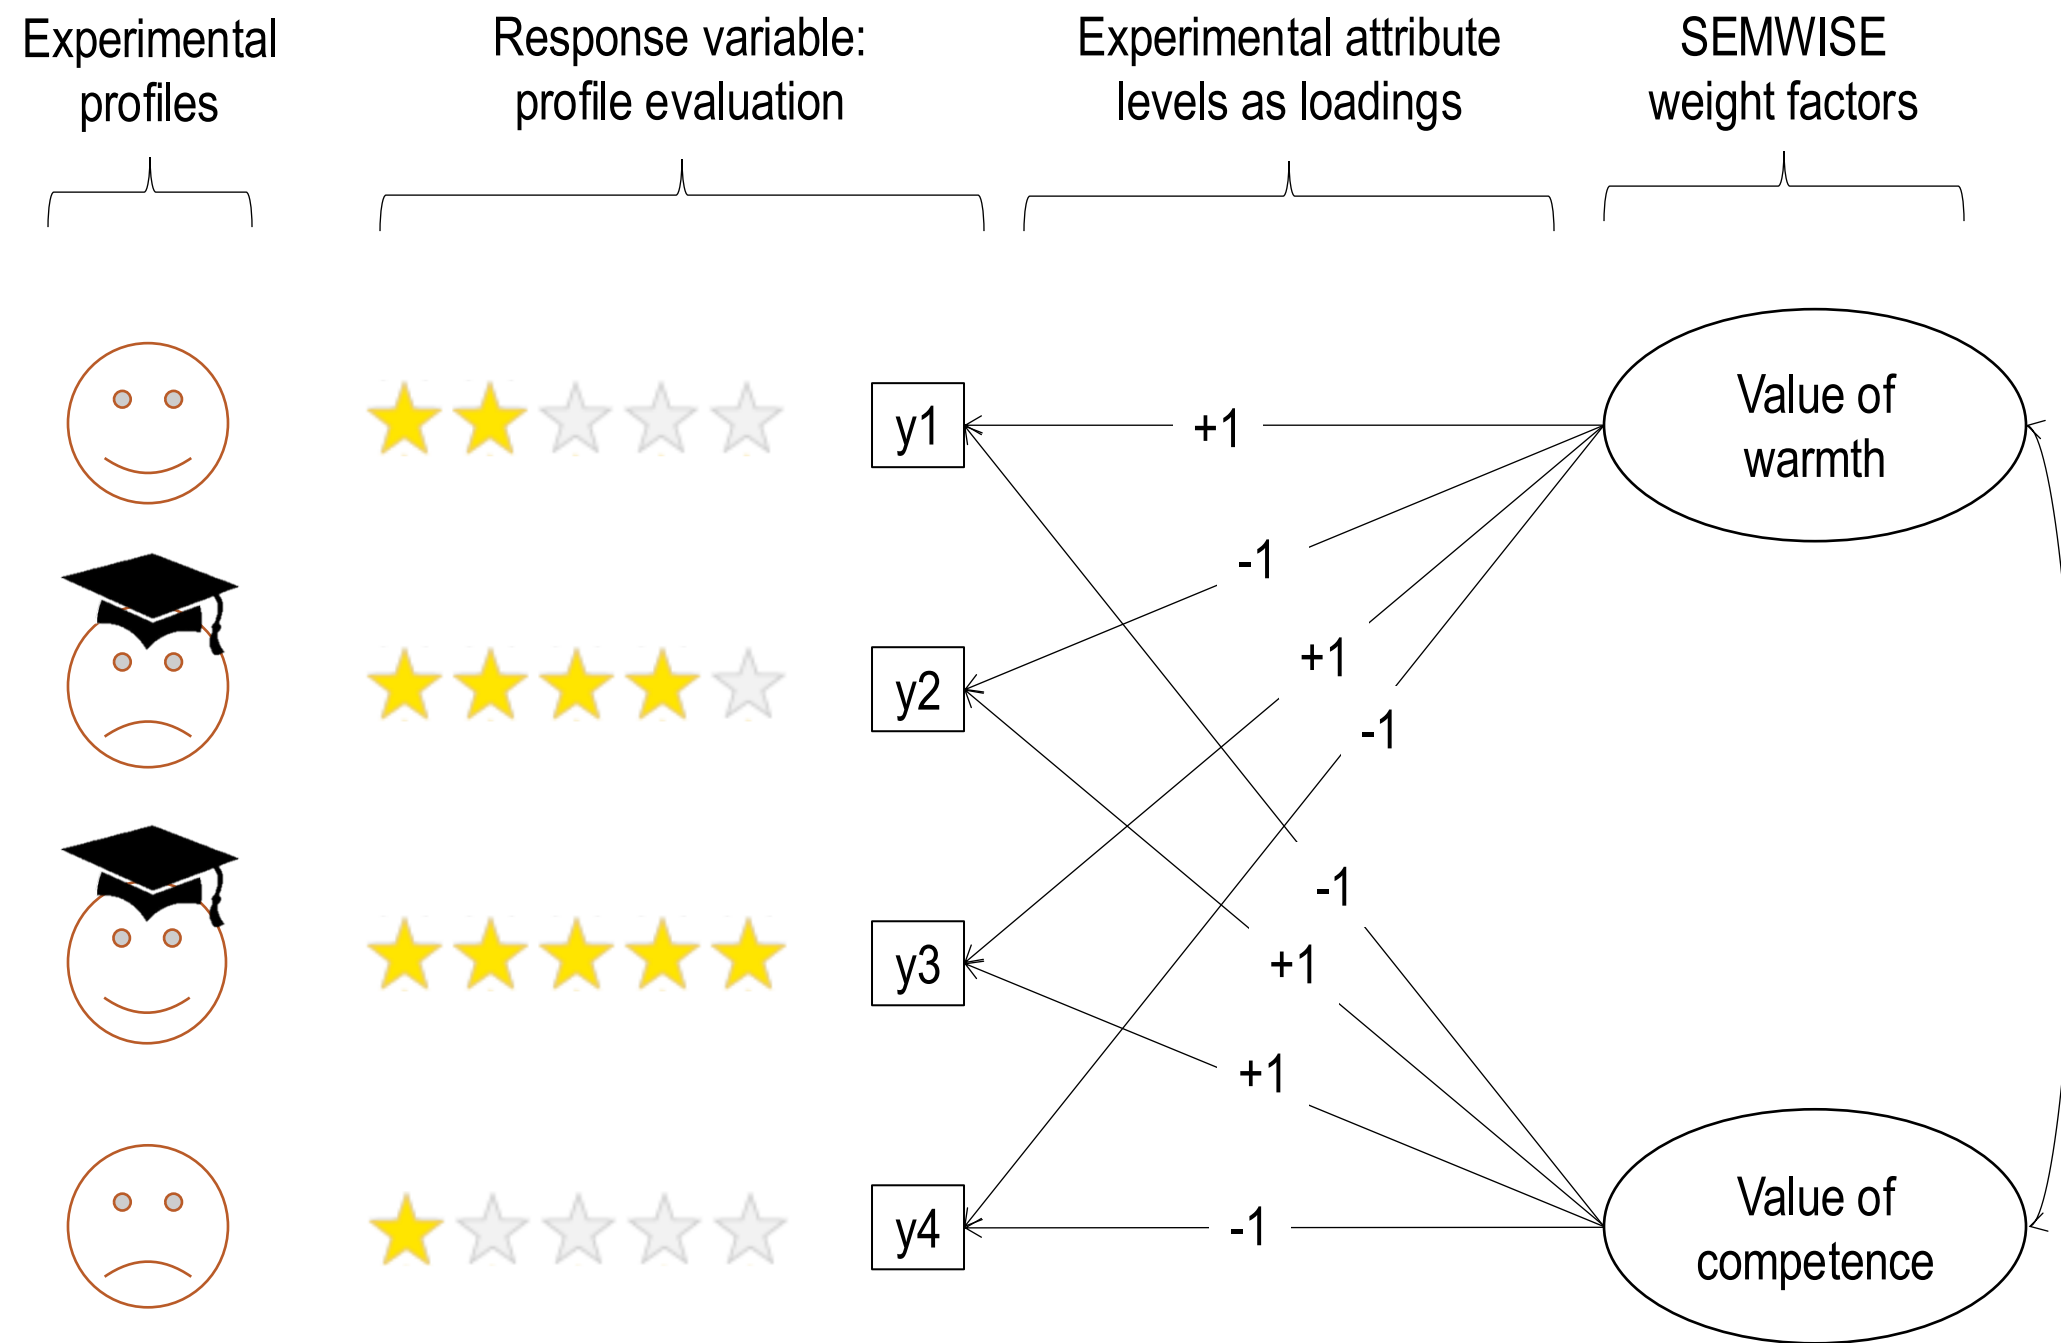 Experimental
profiles
Response variable:
profile evaluation
Experimental attribute
levels as loadings
SEMWISE
weight factors
y1
+1
Value of
warmth
-1
y2
+1
-1
-1
y3
+1
+1
y4
-1
Value of
competence